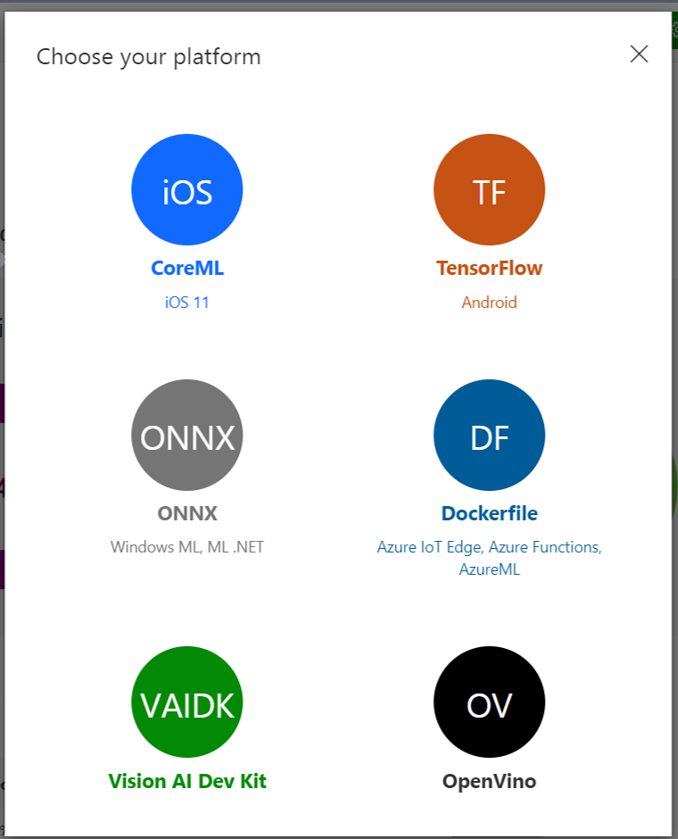 Choose your platform
iOS
TF
CoreML
TensorFlow
iOS 11
Android
ONNX
DF
ONNX
Dockerfile
Windows ML, ML .NET
Azure IoT Edge, Azure Functions,
AzureML
VAIDK
OV
Vision AI Dev Kit
OpenVino